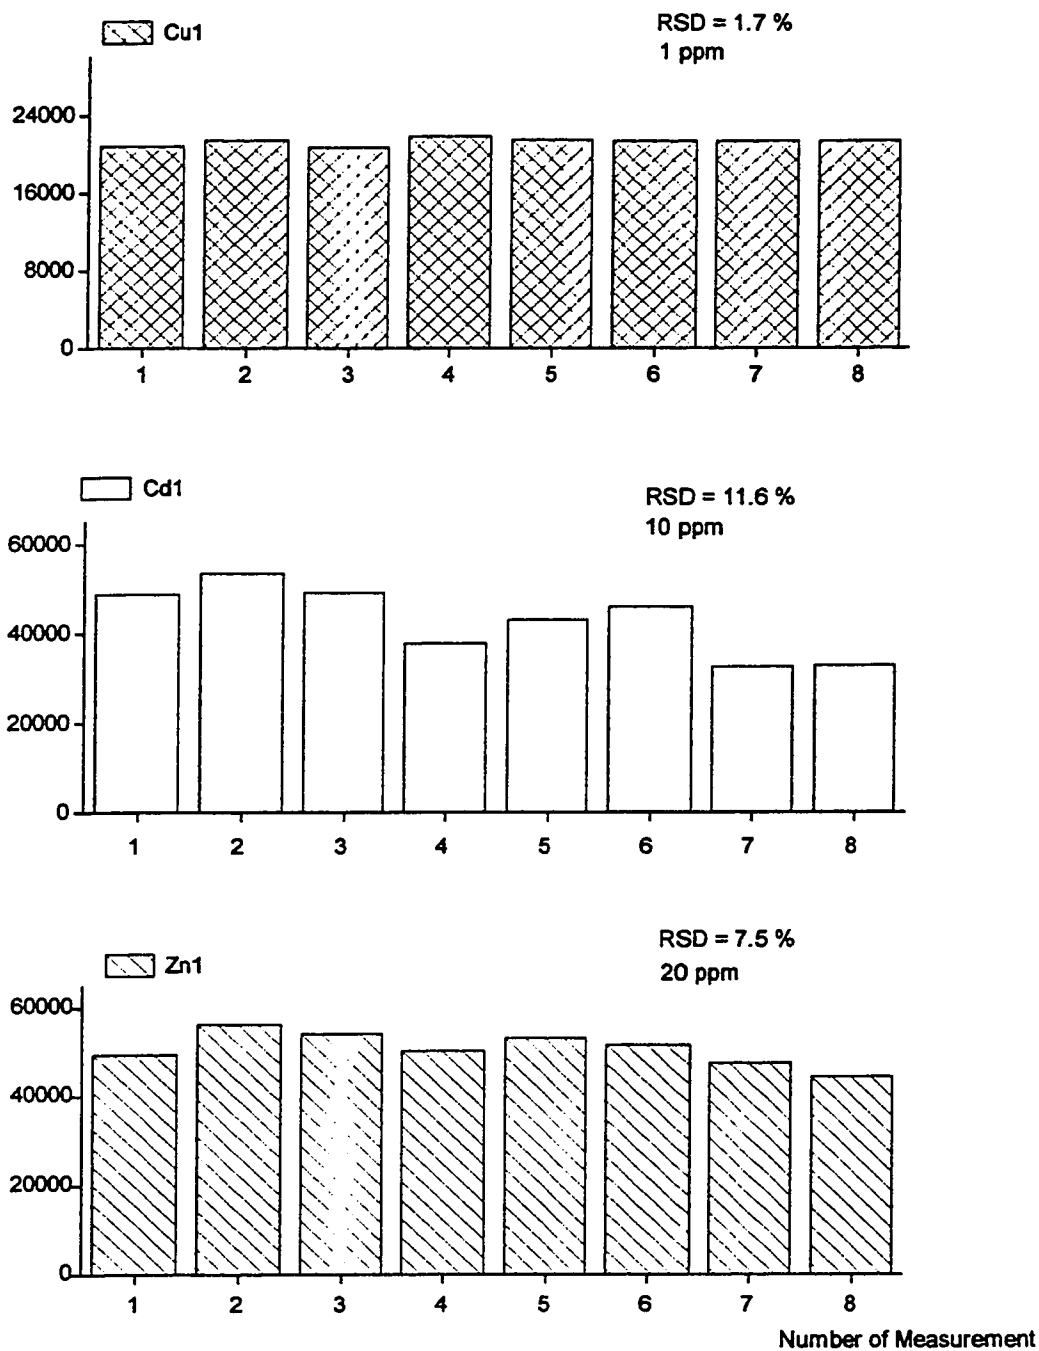 Cu1
RSD = 1.7 %
1 ppm
24000
16000
8000
0
1 2 3 4 5 6 7 8
Cd1
RSD = 11.6 %
10 ppm
60000
40000
20000
0
1 2 3 4 5 6 7 8
Zn1
RSD = 7.5 %
20 ppm
60000
40000
20000
0
1 2 3 4 5 6 7 8
Number of Measurement